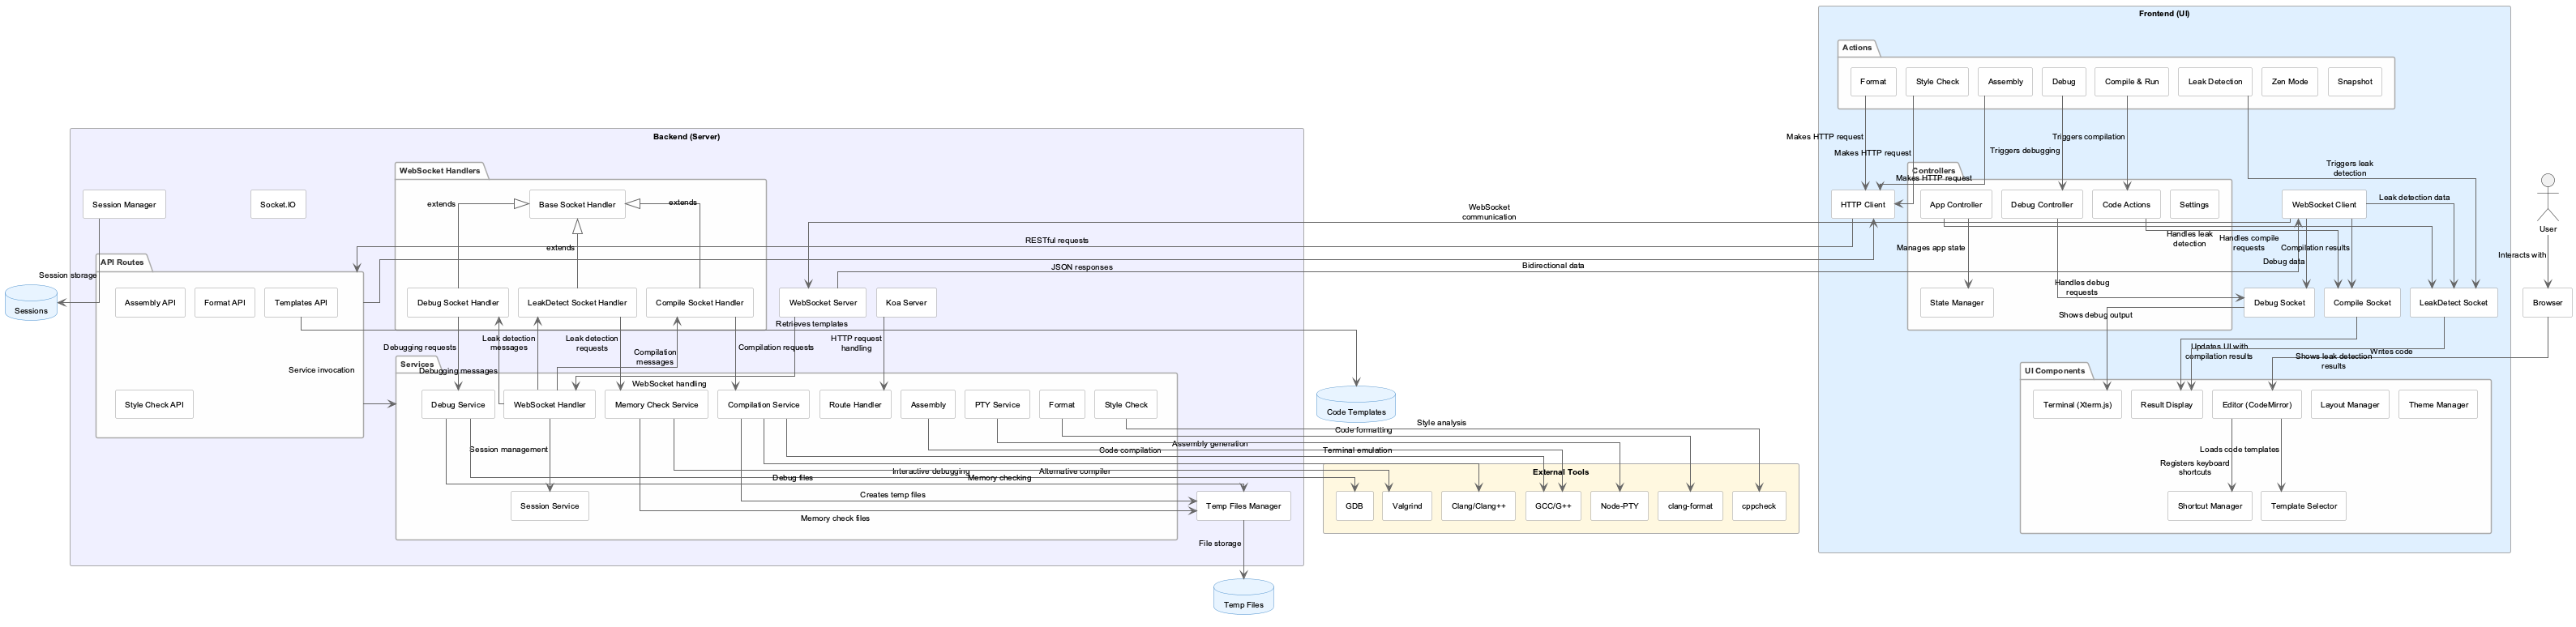 Frontend (UI)
Actions
Format
Style Check
Assembly
Debug
Compile & Run
Leak Detection
Zen Mode
Snapshot
Backend (Server)
Makes HTTP request
Triggers compilation
Makes HTTP request
Triggers debugging
Triggers leak
detection
WebSocket Handlers
Controllers
Makes HTTP request
Session Manager
Socket.IO
extends
Base Socket Handler
extends
WebSocket
communication
HTTP Client
App Controller
Debug Controller
Code Actions
Settings
WebSocket Client
Leak detection data
User
extends
RESTful requests
Manages app state
Handles leak
detection
Handles compile
requests
Compilation results
Interacts with
API Routes
Session storage
JSON responses
Bidirectional data
Debug data
Handles debug
requests
Sessions
Assembly API
Format API
Templates API
Debug Socket Handler
LeakDetect Socket Handler
Compile Socket Handler
WebSocket Server
Koa Server
State Manager
Debug Socket
Compile Socket
LeakDetect Socket
Browser
Retrieves templates
Shows debug output
Debugging requests
Leak detection
messages
Leak detection
requests
Compilation
messages
Compilation requests
HTTP request
handling
Updates UI with
compilation results
Shows leak detection
results
Writes code
Services
Service invocation
Debugging messages
WebSocket handling
UI Components
Style Check API
Debug Service
WebSocket Handler
Memory Check Service
Compilation Service
Route Handler
Assembly
PTY Service
Format
Style Check
Code Templates
Terminal (Xterm.js)
Result Display
Editor (CodeMirror)
Layout Manager
Theme Manager
Style analysis
Code formatting
Session management
Assembly generation
Code compilation
Terminal emulation
Loads code templates
Registers keyboard
shortcuts
Interactive debugging
Alternative compiler
External Tools
Debug files
Memory checking
Creates temp files
Session Service
Memory check files
Temp Files Manager
GDB
Valgrind
Clang/Clang++
GCC/G++
Node-PTY
clang-format
cppcheck
Shortcut Manager
Template Selector
File storage
Temp Files